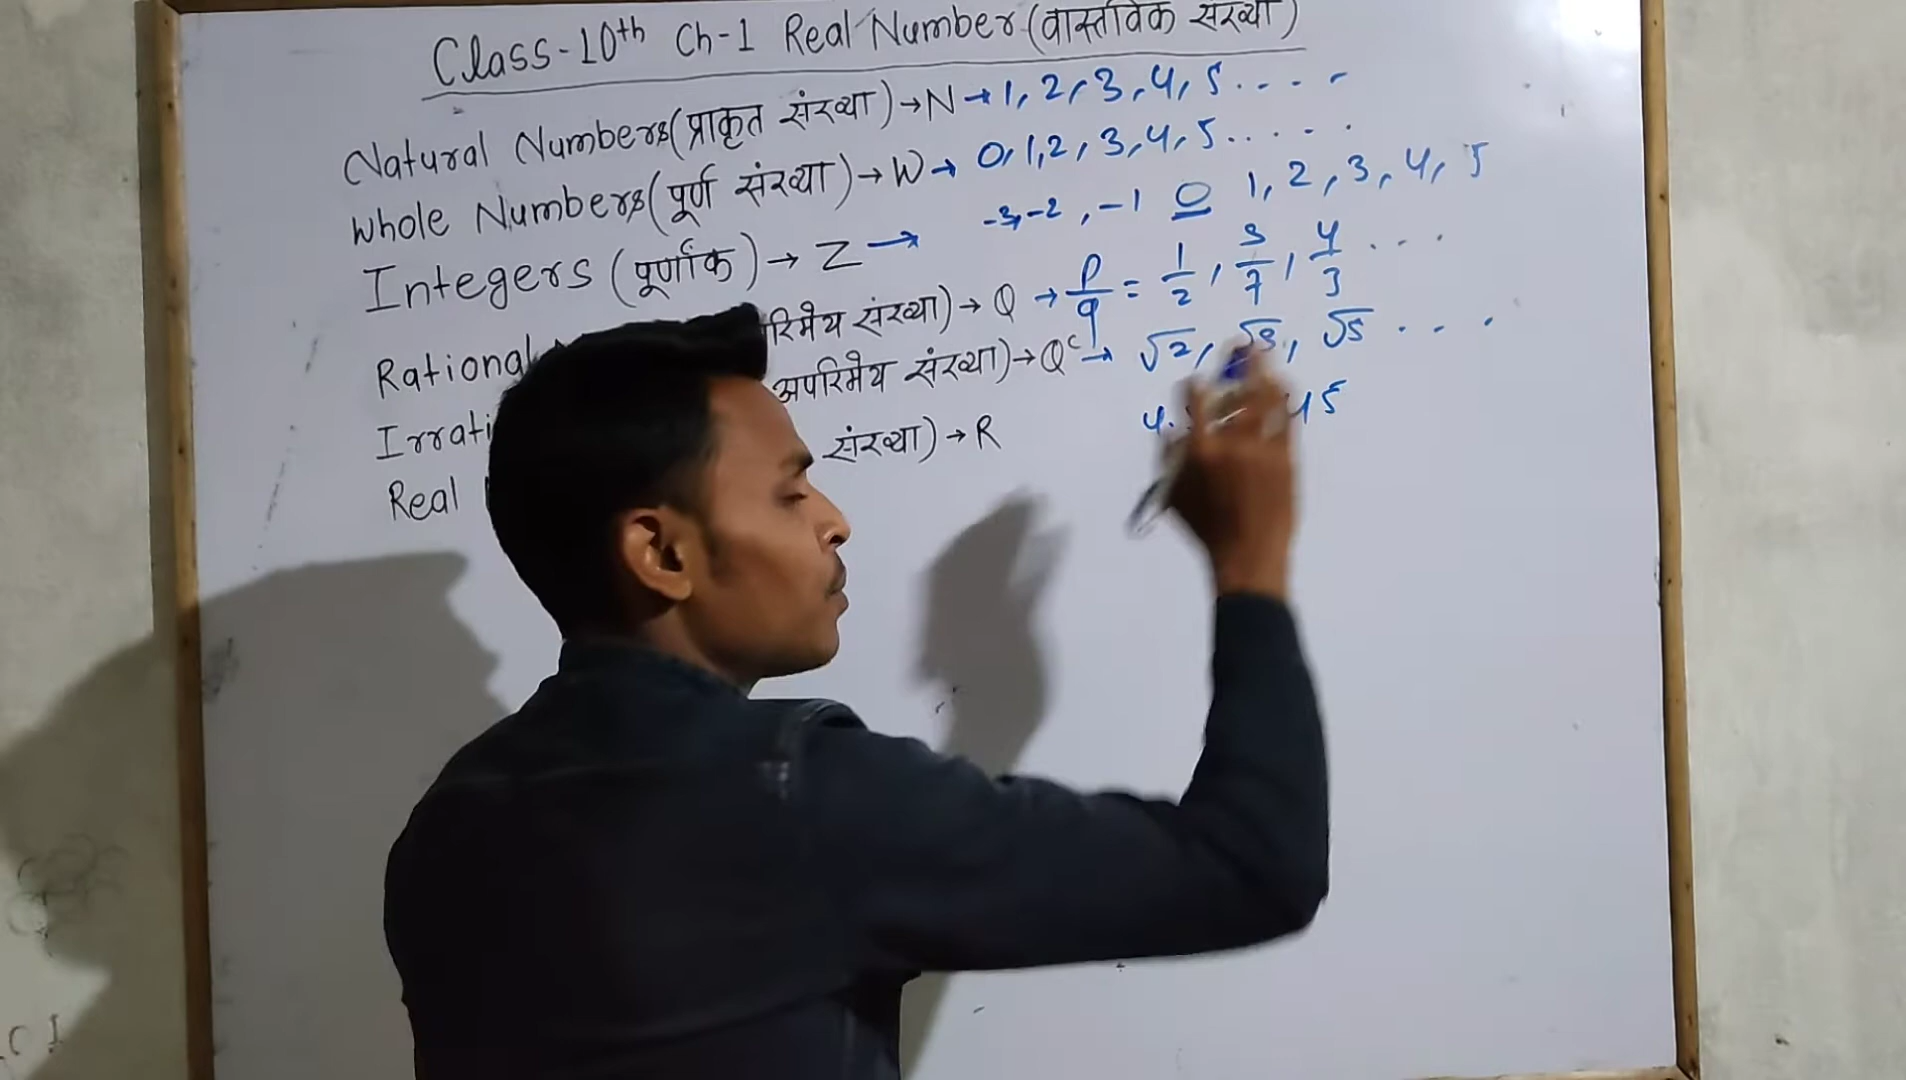 Class-10th Ch-1 Real Number (वास्तविक संख्या)
Natural Numbers (प्राकृत संख्या) → N → 1, 2, 3, 4, 5 . . . .
Whole Numbers (पूर्ण संख्या) → W → 0, 1, 2, 3, 4, 5 . . . . .
Integers (पूर्णांक) → Z → -3, -2, -1 0 1, 2, 3, 4, 5
Rational संख्या) → Q → p/q = 1/2, 3/7, 4/3 . . .
अपरिमेय संख्या) → Qᶜ → √2, √3, √5 . . .
Real संख्या) → R